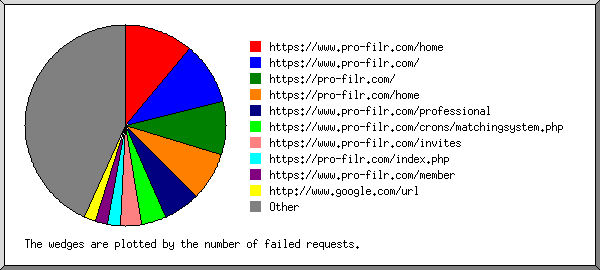 https://www.pro-filr.com/home
https://www.pro-filr.com/
https://pro-filr.com/
https://pro-filr.com/home
https://www.pro-filr.com/professional
https://www.pro-filr.com/crons/matchingsystem.php
https://www.pro-filr.com/invites
https://pro-filr.com/index.php
https://www.pro-filr.com/member
http://www.google.com/url
Other
The wedges are plotted by the number of failed requests.